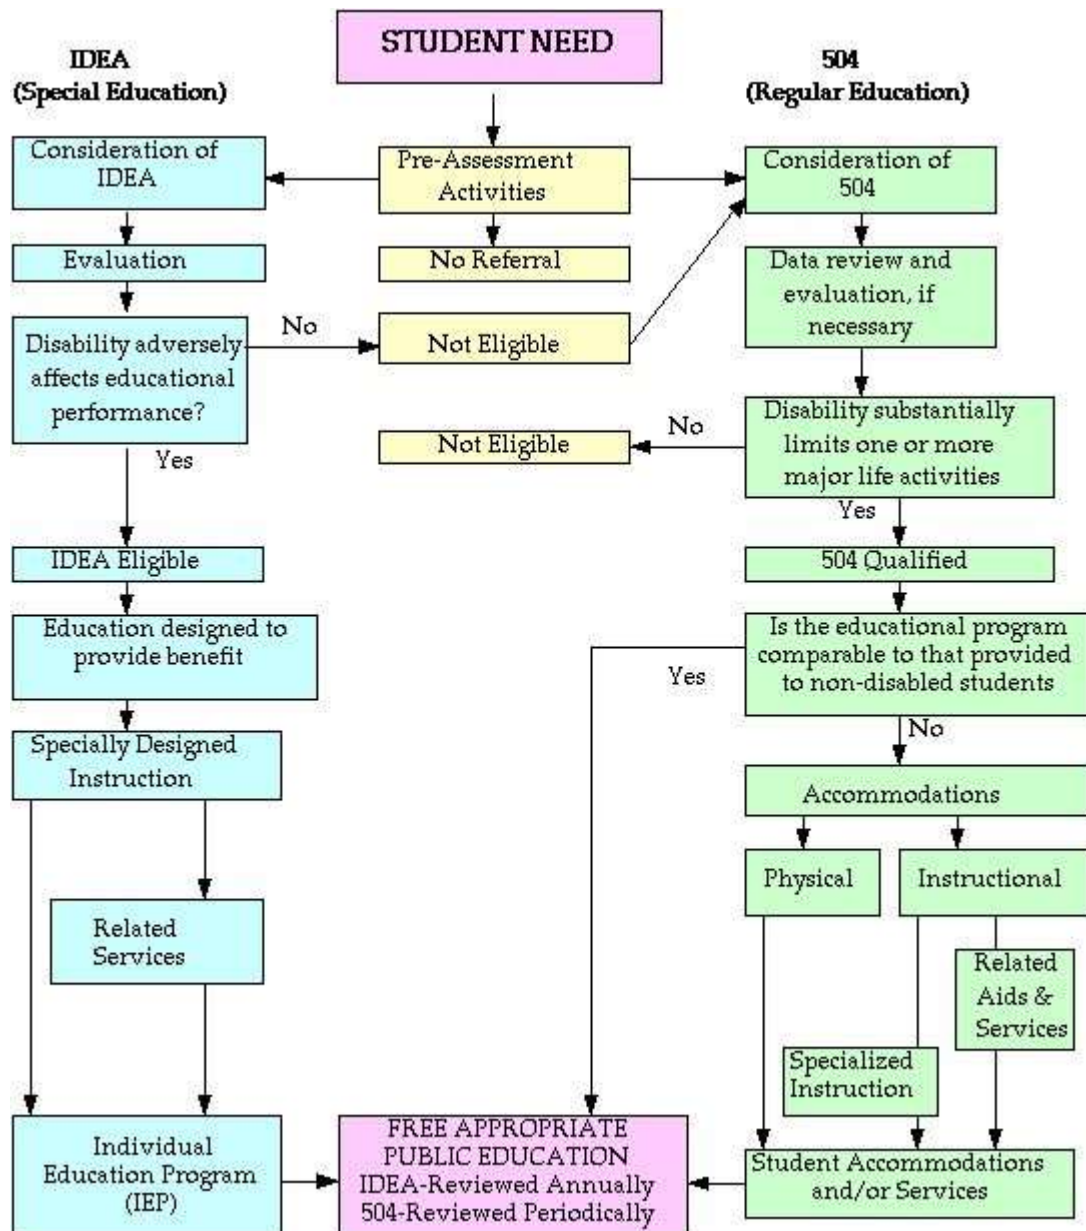 STUDENT NEED
IDEA
(Special Education)
504
(Regular Education)
Consideration of
IDEA
Pre-Assessment
Activities
Consideration of
504
Evaluation
No Referral
Data review and
evaluation, if
necessary
Disability adversely
affects educational
performance?
No
Not Eligible
Yes
Not Eligible
No
Disability substantially
limits one or more
major life activities
Yes
IDEA Eligible
504 Qualified
Education designed to
provide benefit
Is the educational program
comparable to that provided
to non-disabled students
Yes
No
Specially Designed
Instruction
Accommodations
Physical
Instructional
Related
Services
Related
Aids &
Services
Specialized
Instruction
Individual
Education Program
(IEP)
FREE APPROPRIATE
PUBLIC EDUCATION
IDEA-Reviewed Annually
504-Reviewed Periodically
Student Accommodations
and/or Services